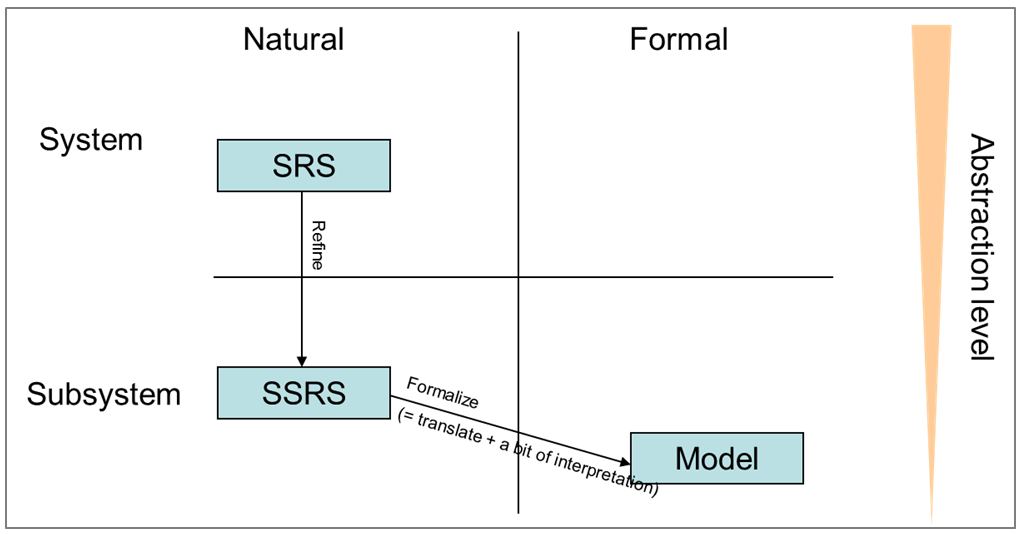 Natural
Formal
System
SRS
Refine
Subsystem
SSRS
Formalize
(= translate + a bit of interpretation)
Model
Abstraction level